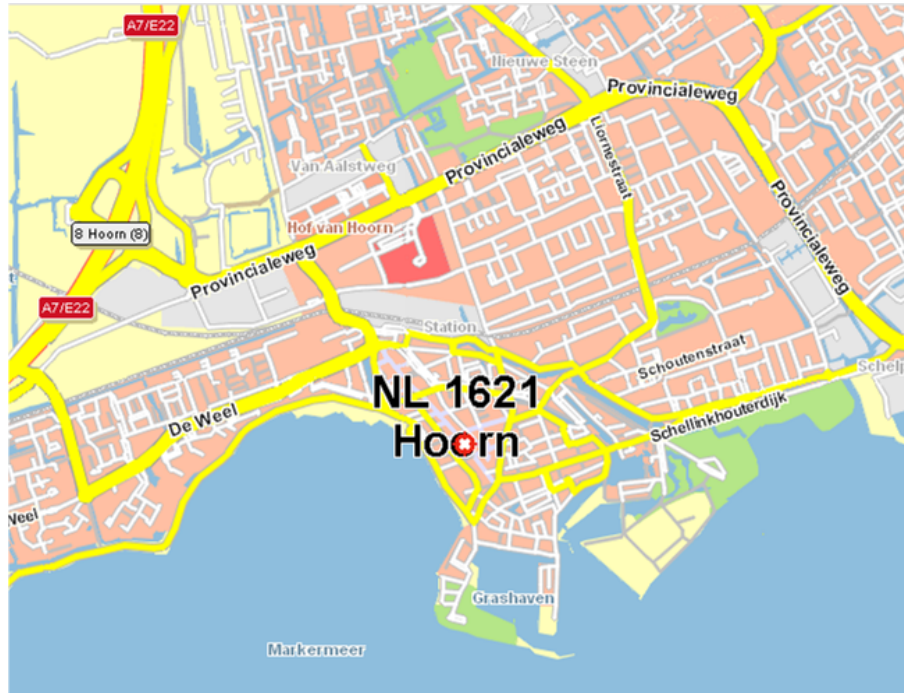 A7/E22
Nieuwe Steen
Provincialeweg
Provincialeweg
Liornestraat
Van Aalstweg
Provincialeweg
8 Hoorn (8)
Hof van Hoorn
Provincialeweg
A7/E22
Station
Schoutenstraat
Schelp
NL 1621
Hoorn
De Weel
Schellinkhouterdijk
Weel
Grashaven
Markermeer